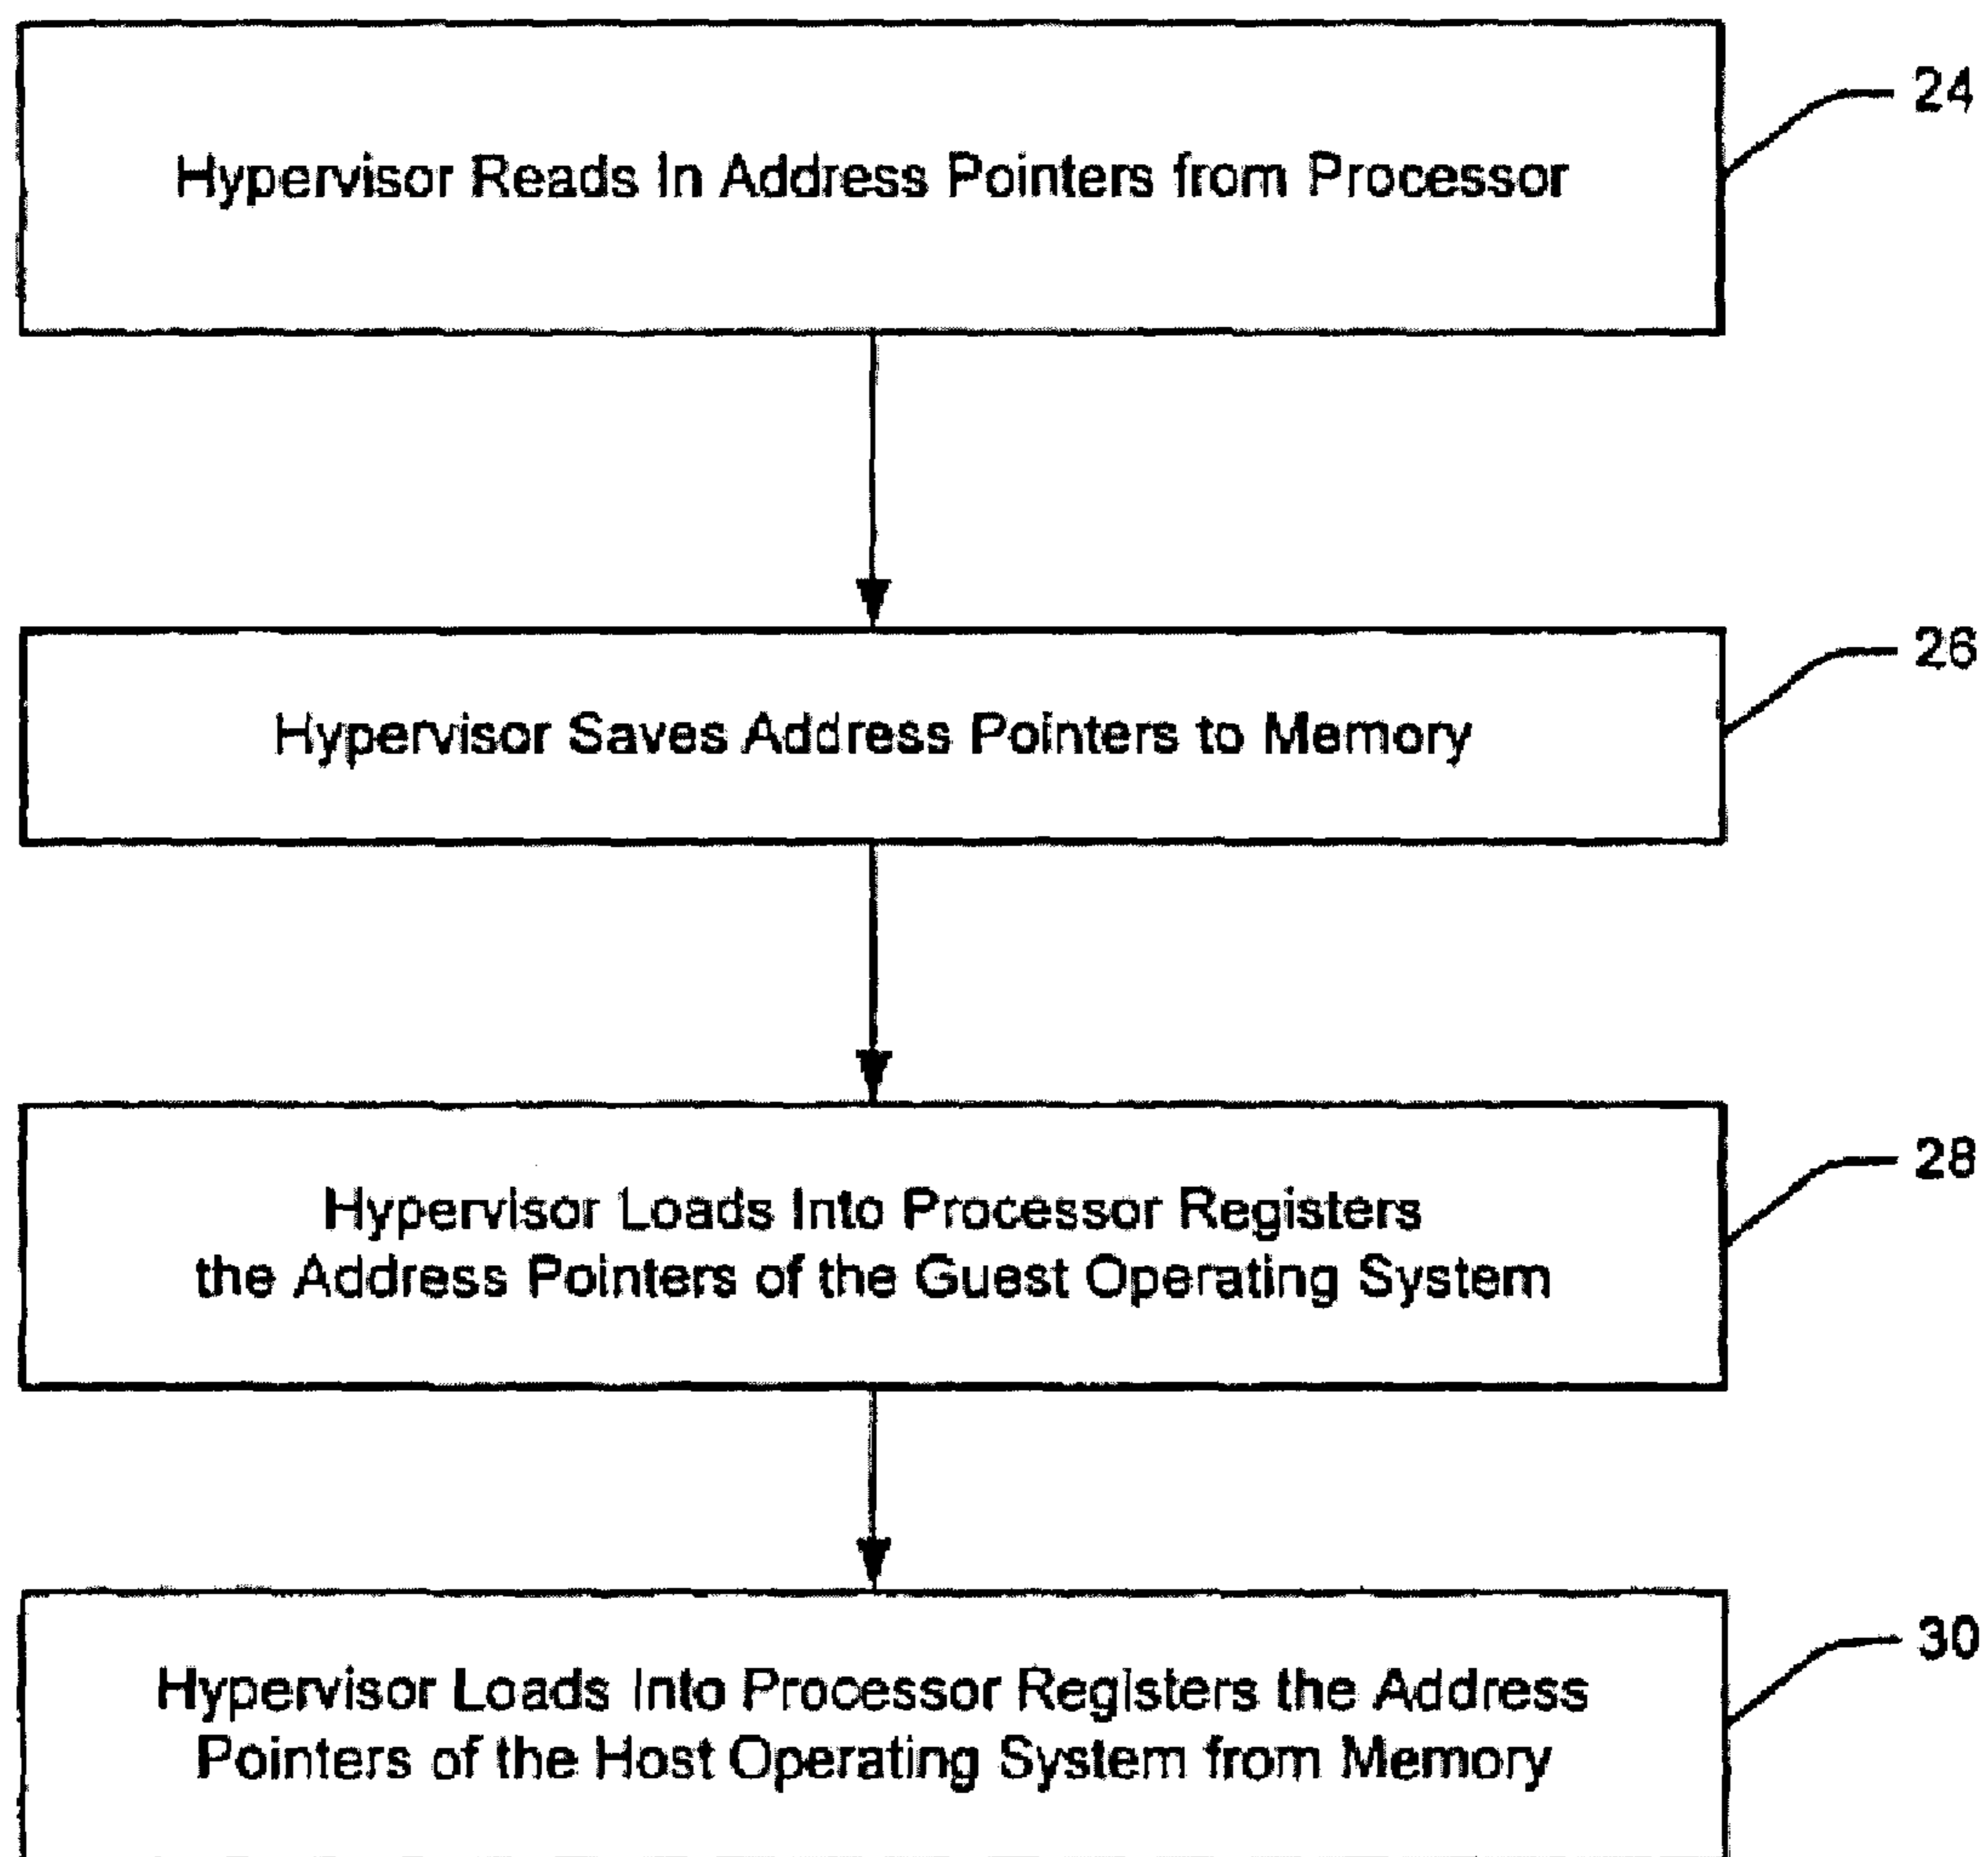 24
Hypervisor Reads In Address Pointers from Processor
26
Hypervisor Saves Address Pointers to Memory
28
Hypervisor Loads Into Processor Registers
the Address Pointers of the Guest Operating System
30
Hypervisor Loads Into Processor Registers the Address
Pointers of the Host Operating System from Memory